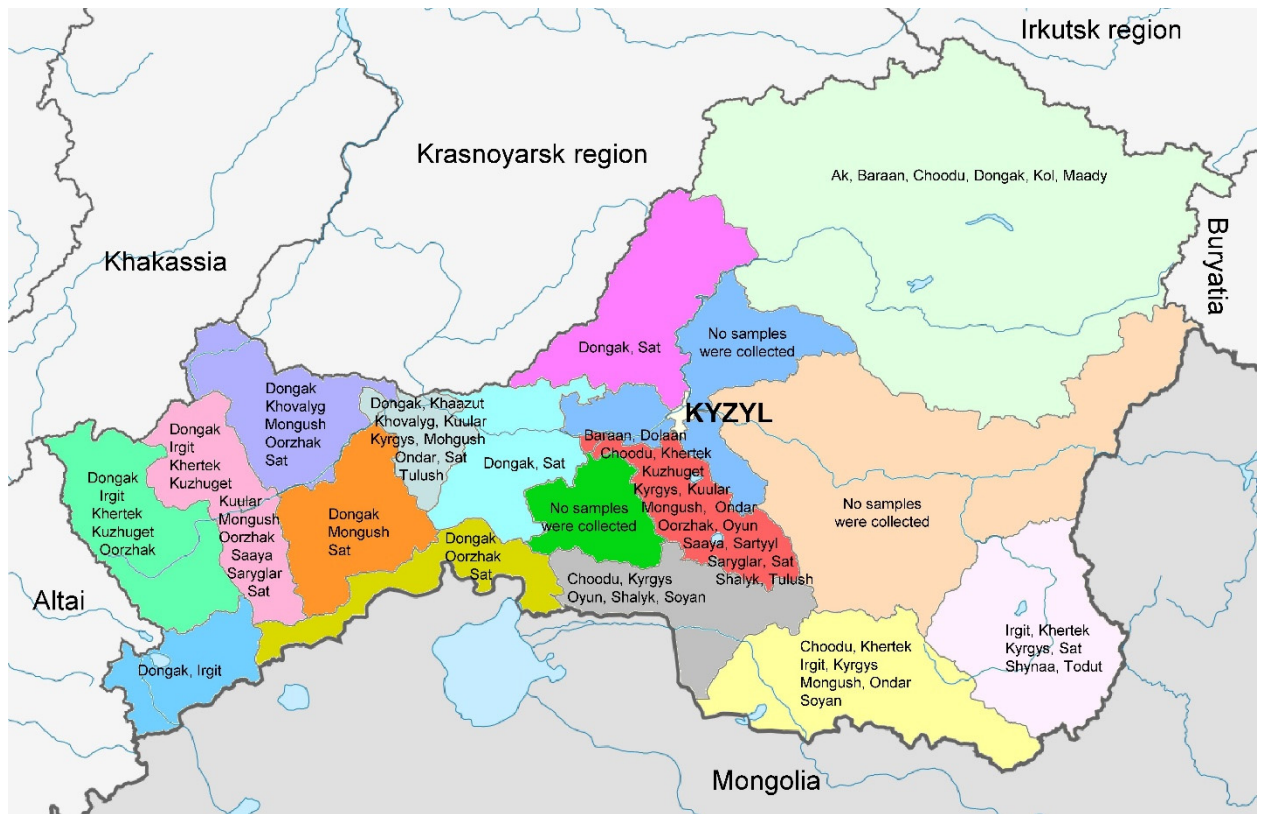 Irkutsk region
Krasnoyarsk region
Ak, Baraan, Choodu, Dongak, Kol, Maady
Buryatia
Khakassia
No samples
were collected
Dongak, Sat
Dongak
Khovalyg
Mongush
Oorzhak
Sat
Dongak, Khaazut
Khovalyg, Kuular
Kyrgys, Mohgush
Ondar, Sat
Tulush
KYZYL
Dongak
Irgit
Khertek
Kuzhuget
Kuular
Mongush
Oorzhak
Saaya
Saryglar
Sat
Baraan, Dolaan
Choodu, Khertek
Kuzhuget
Kyrgys, Kuular
Mongush, Ondar
Oorzhak, Oyun
Saaya, Sartyyl
Saryglar, Sat
Shalyk, Tulush
Dongak, Sat
Dongak
Irgit
Khertek
Kuzhuget
Oorzhak
No samples
were collected
No samples
were collected
Dongak
Mongush
Sat
Dongak
Oorzhak
Sat
Choodu, Kyrgys
Oyun, Shalyk, Soyan
Altai
Irgit, Khertek
Kyrgys, Sat
Shynaa, Todut
Choodu, Khertek
Irgit, Kyrgys
Mongush, Ondar
Soyan
Dongak, Irgit
Mongolia